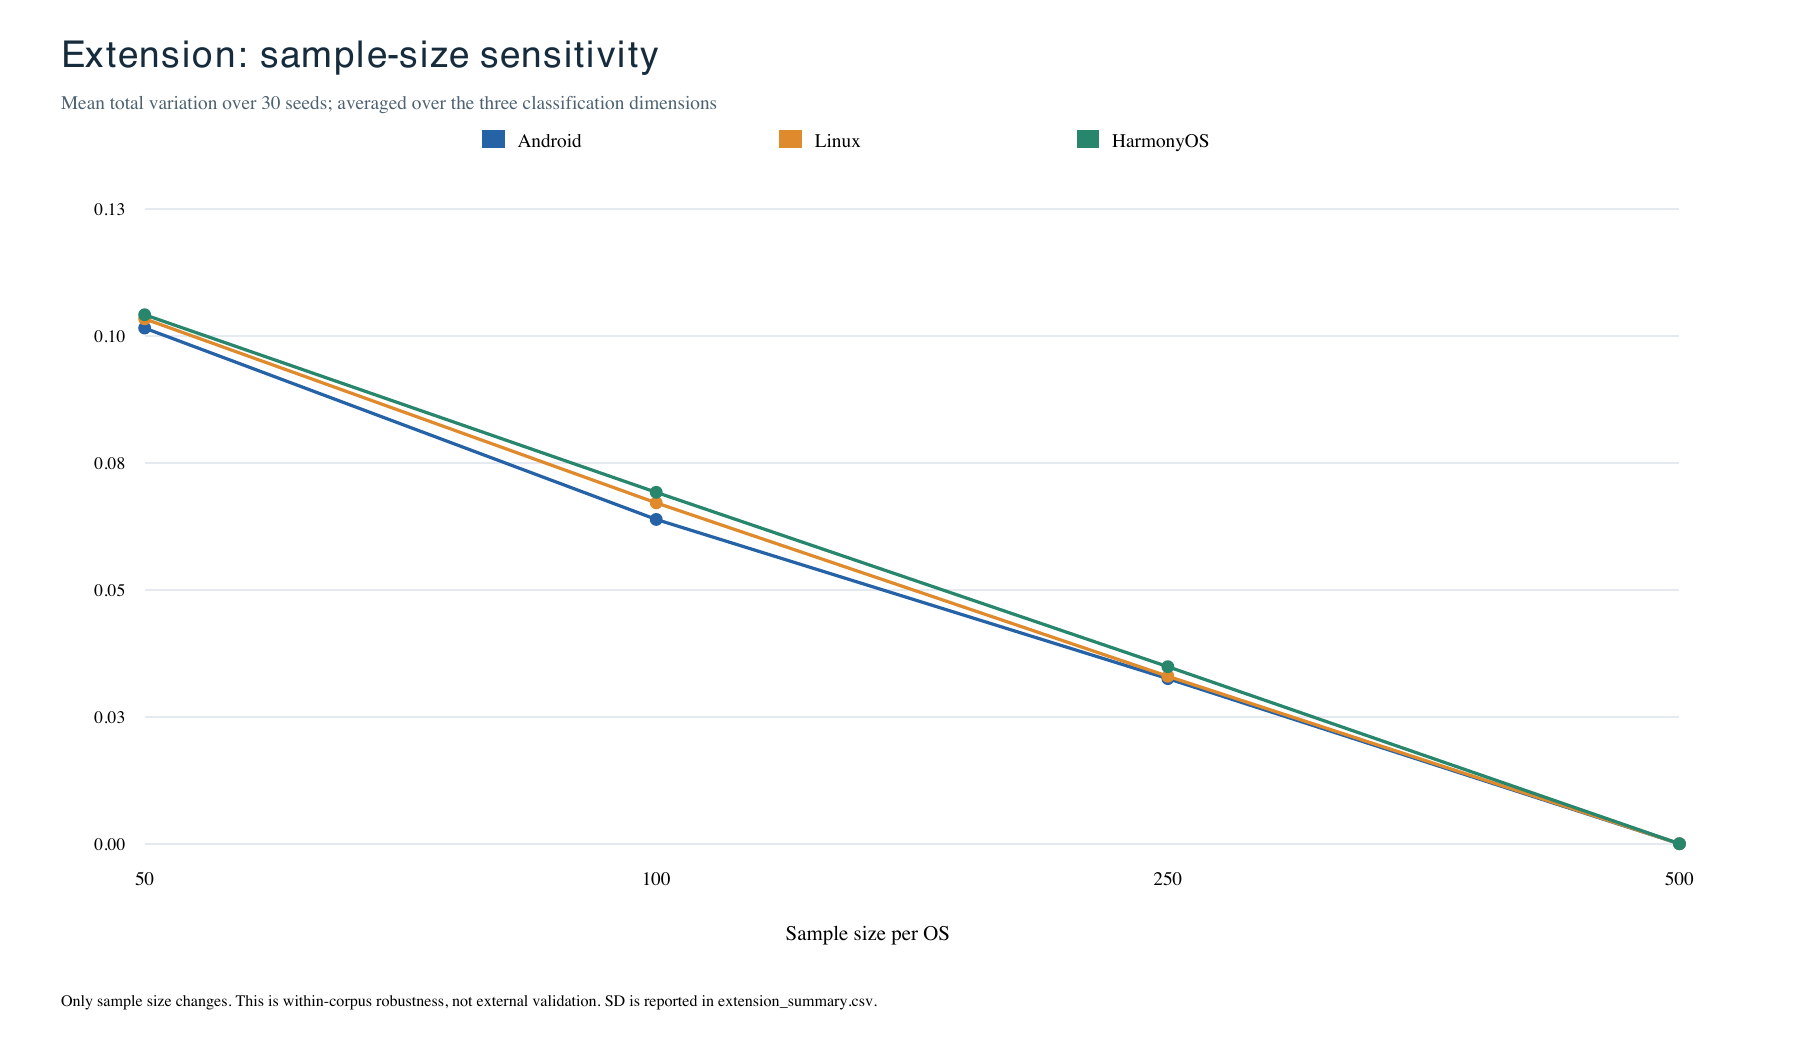 Extension: sample-size sensitivity
Mean total variation over 30 seeds; averaged over the three classification dimensions
Android Linux HarmonyOS
0.13
0.10
0.08
0.05
0.03
0.00
50 100 250 500
Sample size per OS
Only sample size changes. This is within-corpus robustness, not external validation. SD is reported in extension_summary.csv.